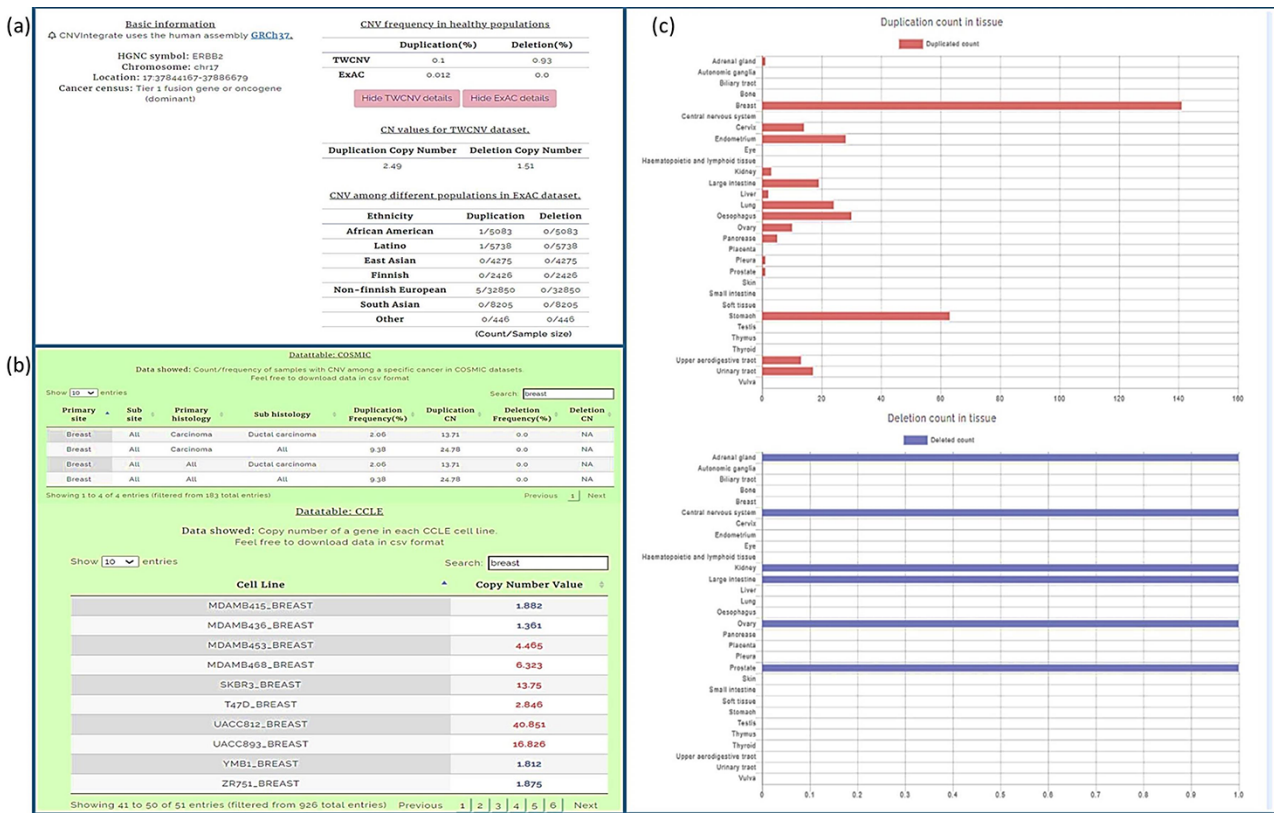 (a)
Basic information
CNVIntegrate uses the human assembly GRCh37.
HGNC symbol: ERBB2
Chromosome: chr17
Location: 17:37844167-37886679
Cancer census: Tier 1 fusion gene or oncogene
(dominant)
CNV frequency in healthy populations
Duplication(%) Deletion(%)
TWCNV 0.1 0.93
ExAC 0.012 0.0
Hide TWCNV details Hide ExAC details
CN values for TWCNV dataset.
Duplication Copy Number Deletion Copy Number
2.49 1.51
CNV among different populations in ExAC dataset.
Ethnicity Duplication Deletion
African American 1/5083 0/5083
Latino 1/5738 0/5738
East Asian 0/4275 0/4275
Finnish 0/2426 0/2426
Non-finnish European 5/32850 0/32850
South Asian 0/8205 0/8205
Other 0/446 0/446
(Count/Sample size)
(b)
Datattable: COSMIC
Data showed: Count/frequency of samples with CNV among a specific cancer in COSMIC datasets.
Feel free to download data in csv format
Show 10 entries Search: breast
Primary site Sub site Primary histology Sub histology Duplication Frequency(%) Duplication CN Deletion Frequency(%) Deletion CN
Breast All Carcinoma Ductal carcinoma 2.06 13.71 0.0 NA
Breast All Carcinoma All 9.38 24.78 0.0 NA
Breast All All Ductal carcinoma 2.06 13.71 0.0 NA
Breast All All All 9.38 24.78 0.0 NA
Showing 1 to 4 of 4 entries (filtered from 183 total entries) Previous 1 Next
Datatable: CCLE
Data showed: Copy number of a gene in each CCLE cell line.
Feel free to download data in csv format
Show 10 entries Search: breast
Cell Line Copy Number Value
MDAMB415_BREAST 1.882
MDAMB436_BREAST 1.361
MDAMB453_BREAST 4.465
MDAMB468_BREAST 6.323
SKBR3_BREAST 13.75
T47D_BREAST 2.846
UACC812_BREAST 40.851
UACC893_BREAST 16.826
YMB1_BREAST 1.812
ZR751_BREAST 1.875
Showing 41 to 50 of 51 entries (filtered from 926 total entries) Previous 1 2 3 4 5 6 Next
(c)
Duplication count in tissue
Duplicated count
Adrenal gland
Autonomic ganglia
Biliary tract
Bone
Breast
Central nervous system
Cervix
Endometrium
Eye
Haematopoietic and lymphoid tissue
Kidney
Large intestine
Liver
Lung
Oesophagus
Ovary
Pancrease
Placenta
Pleura
Prostate
Skin
Small intestine
Soft tissue
Stomach
Testis
Thymus
Thyroid
Upper aerodigestive tract
Urinary tract
Vulva
0 20 40 60 80 100 120 140 160
Deletion count in tissue
Deleted count
Adrenal gland
Autonomic ganglia
Biliary tract
Bone
Breast
Central nervous system
Cervix
Endometrium
Eye
Haematopoietic and lymphoid tissue
Kidney
Large intestine
Liver
Lung
Oesophagus
Ovary
Pancrease
Placenta
Pleura
Prostate
Skin
Small intestine
Soft tissue
Stomach
Testis
Thymus
Thyroid
Upper aerodigestive tract
Urinary tract
Vulva
0 0.1 0.2 0.3 0.4 0.5 0.6 0.7 0.8 0.9 1.0